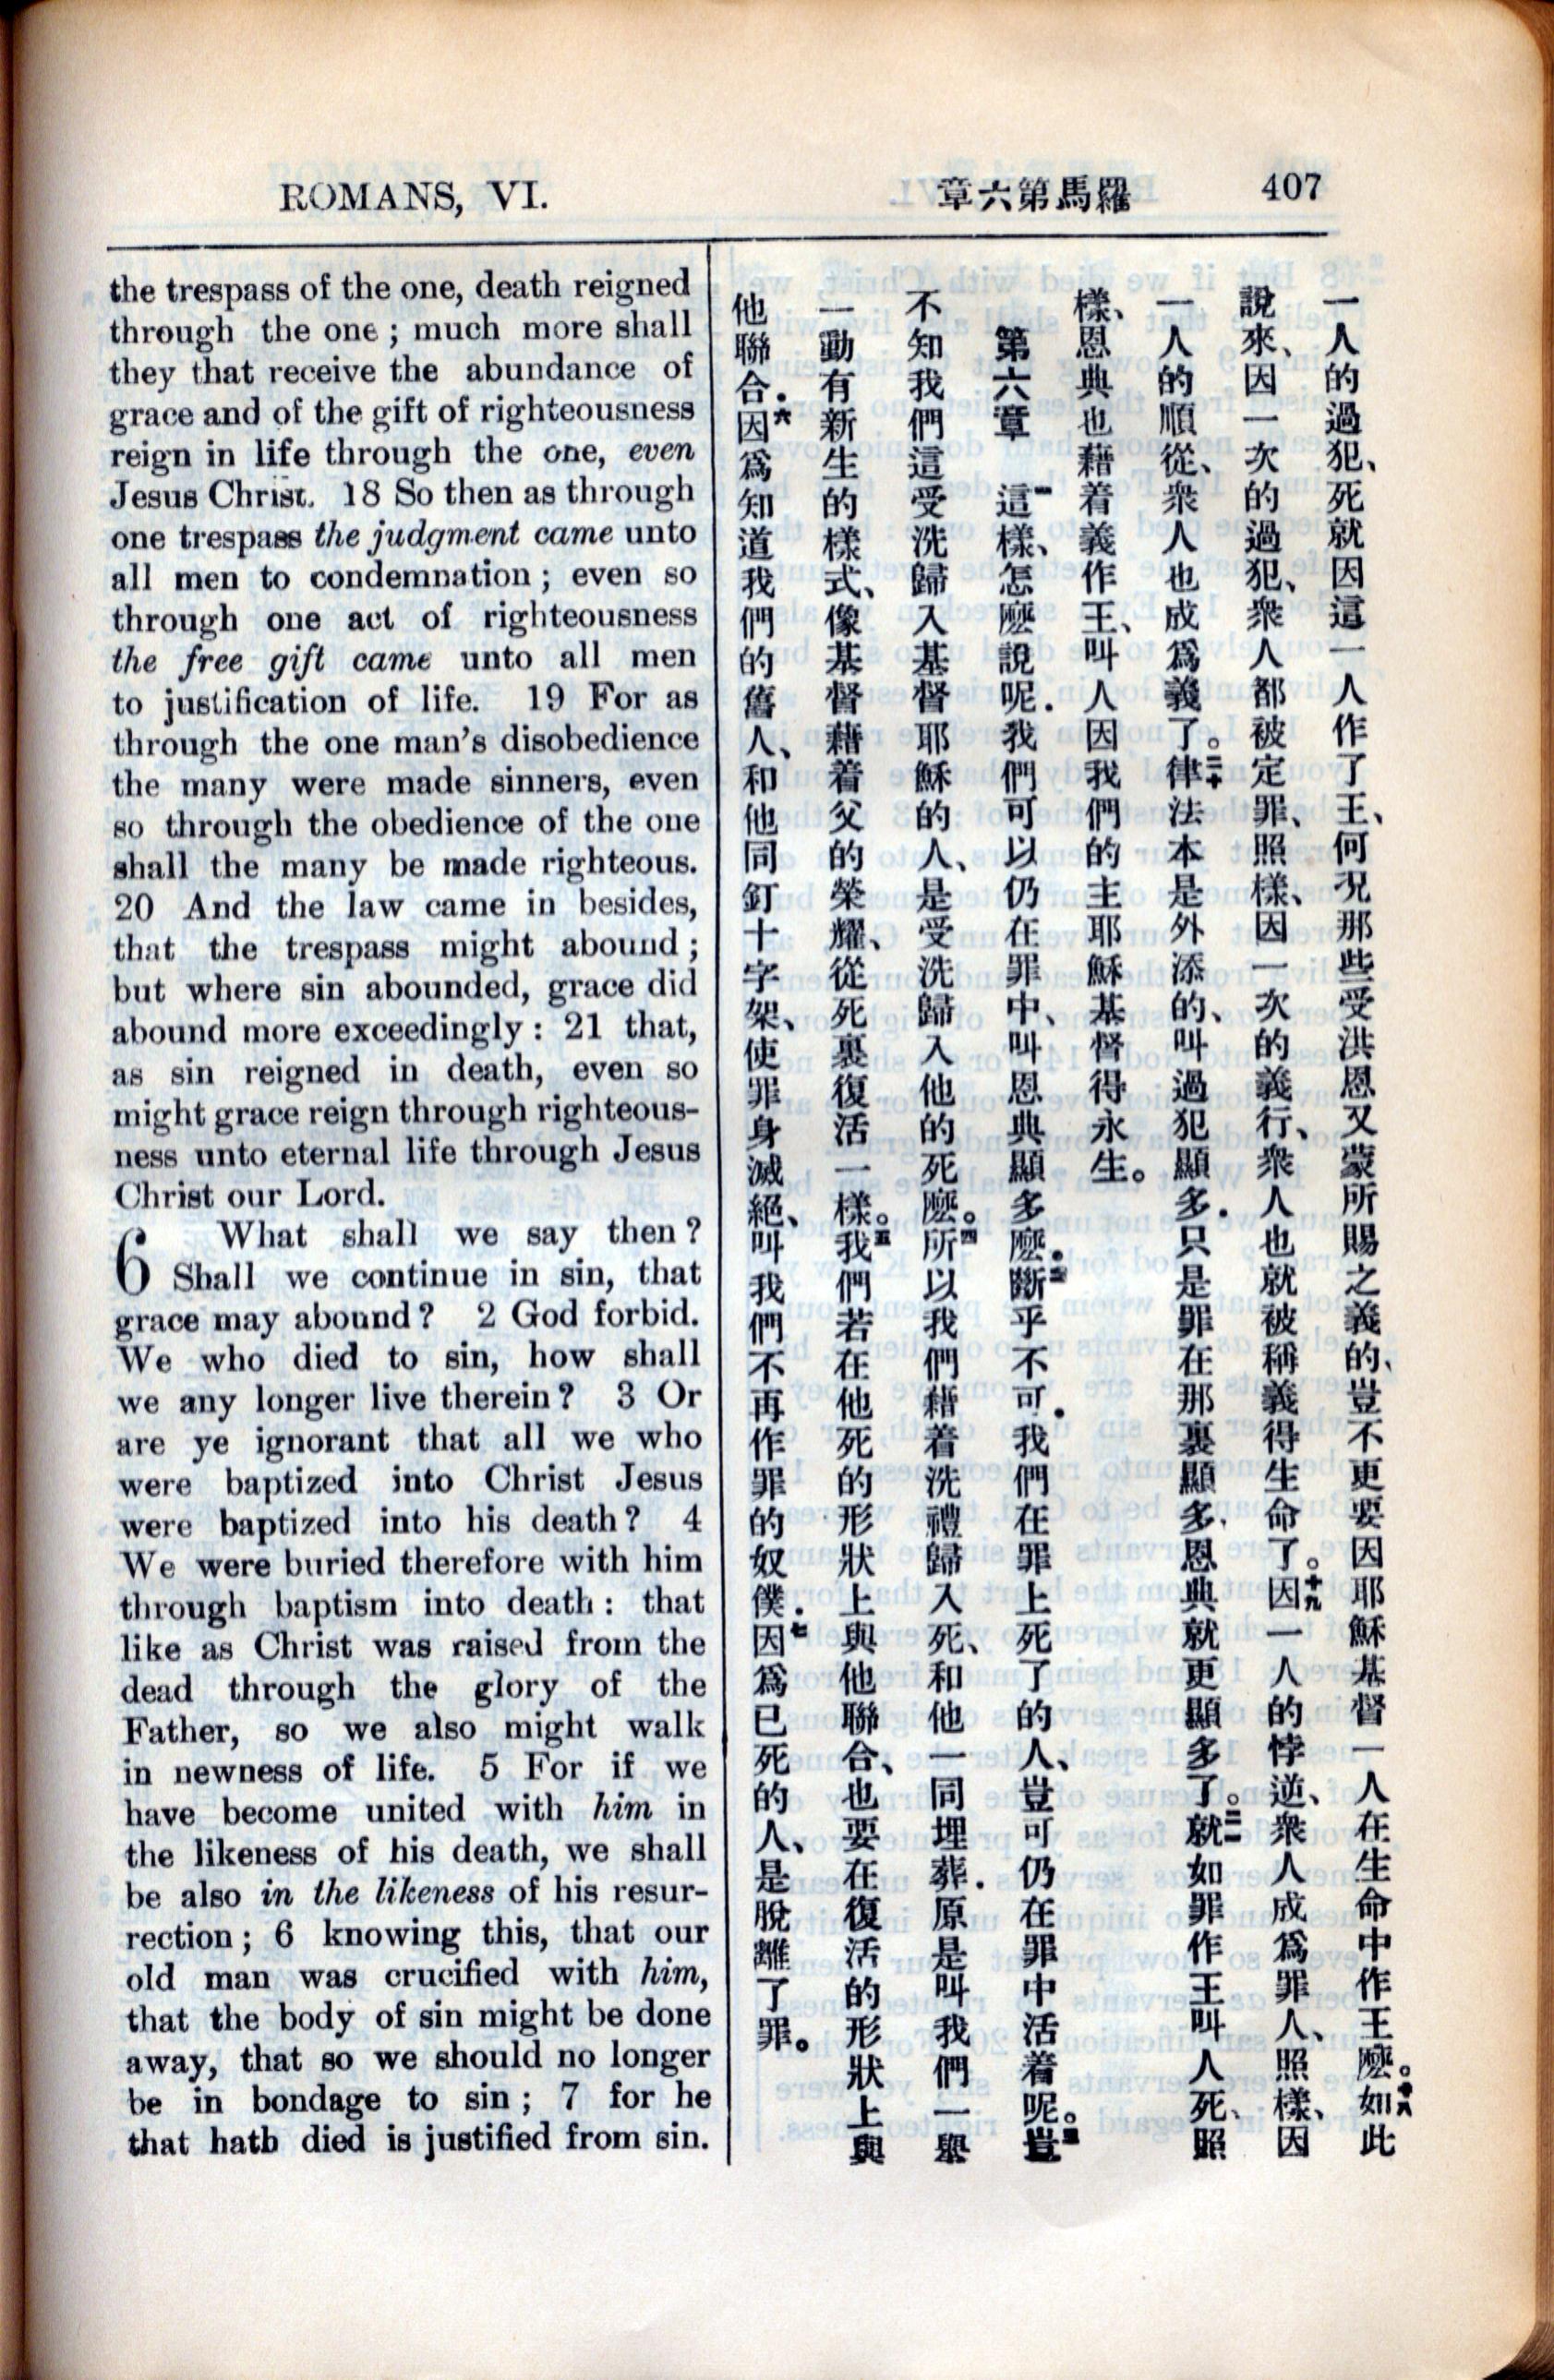 ROMANS, VI.
章六第馬羅
407
the trespass of the one, death reigned
through the one ; much more shall
they that receive the abundance of
grace and of the gift of righteousness
reign in life through the one, even
Jesus Christ. 18 So then as through
one trespass the judgment came unto
all men to condemnation ; even so
through one act of righteousness
the free gift came unto all men
to justification of life. 19 For as
through the one man's disobedience
the many were made sinners, even
so through the obedience of the one
shall the many be made righteous.
20 And the law came in besides,
that the trespass might abound ;
but where sin abounded, grace did
abound more exceedingly : 21 that,
as sin reigned in death, even so
might grace reign through righteous-
ness unto eternal life through Jesus
Christ our Lord.
6 What shall we say then ?
Shall we continue in sin, that
grace may abound ? 2 God forbid.
We who died to sin, how shall
we any longer live therein ? 3 Or
are ye ignorant that all we who
were baptized into Christ Jesus
were baptized into his death ? 4
We were buried therefore with him
through baptism into death : that
like as Christ was raised from the
dead through the glory of the
Father, so we also might walk
in newness of life. 5 For if we
have become united with him in
the likeness of his death, we shall
be also in the likeness of his resur-
rection ; 6 knowing this, that our
old man was crucified with him,
that the body of sin might be done
away, that so we should no longer
be in bondage to sin ; 7 for he
that hath died is justified from sin.
一人的過犯、死就因這一人作了王、何况那些受洪恩又蒙所賜之義的、豈不更要因耶穌基督一人在生命中作王麼。十八如此
說來、因一次的過犯、衆人都被定罪、照樣、因一次的義行、衆人也就被稱義得生命了。十九因一人的悖逆、衆人成爲罪人、照樣、因
一人的順從、衆人也成爲義了。二十律法本是外添的、叫過犯顯多．只是罪在那裏顯多、恩典就更顯多了。二一就如罪作王叫人死、照
樣、恩典也藉着義作王、叫人因我們的主耶穌基督得永生。
第六章 一這樣、怎麼說呢．我們可以仍在罪中、叫恩典顯多麼．二斷乎不可．我們在罪上死了的人、豈可仍在罪中活着呢。三豈
不知我們這受洗歸入基督耶穌的人、是受洗歸入他的死麼。四所以我們藉着洗禮歸入死、和他一同埋葬．原是叫我們一舉
一動有新生的樣式、像基督藉着父的榮耀、從死裏復活一樣。五我們若在他死的形狀上與他聯合、也要在復活的形狀上與
他聯合．六因爲知道我們的舊人、和他同釘十字架、使罪身滅絕、叫我們不再作罪的奴僕．七因爲已死的人、是脫離了罪。